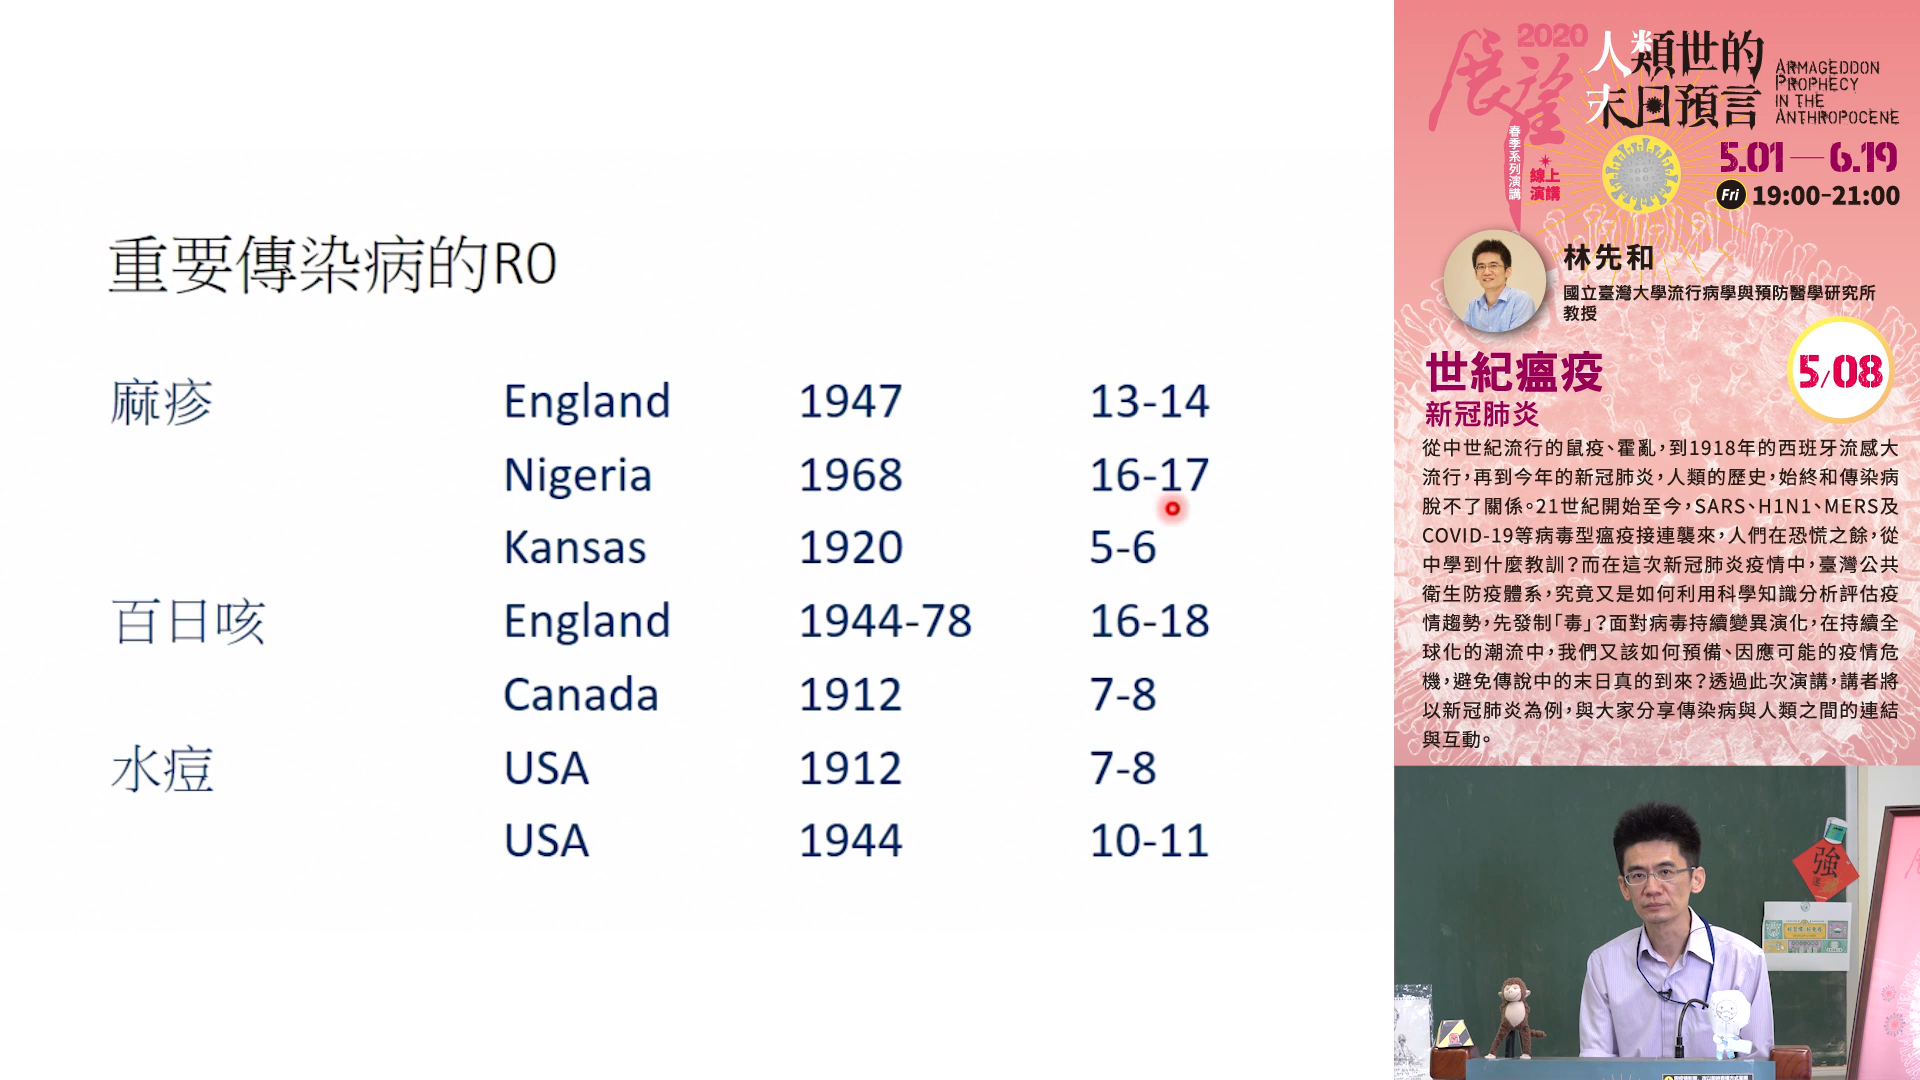 重要傳染病的R0
麻疹 England 1947 13-14
Nigeria 1968 16-17
Kansas 1920 5-6
百日咳 England 1944-78 16-18
Canada 1912 7-8
水痘 USA 1912 7-8
USA 1944 10-11
2020
展望
春季系列演講
線上
演講
人類世的
末日預言
ARMAGEDDON
PROPHECY
IN THE
ANTHROPOCENE
5.01—6.19
Fri 19:00-21:00
林先和
國立臺灣大學流行病學與預防醫學研究所
教授
5/08
世紀瘟疫
新冠肺炎
從中世紀流行的鼠疫、霍亂,到1918年的西班牙流感大
流行,再到今年的新冠肺炎,人類的歷史,始終和傳染病
脫不了關係。21世紀開始至今,SARS、H1N1、MERS及
COVID-19等病毒型瘟疫接連襲來,人們在恐慌之餘,從
中學到什麼教訓?而在這次新冠肺炎疫情中,臺灣公共
衛生防疫體系,究竟又是如何利用科學知識分析評估疫
情趨勢,先發制「毒」?面對病毒持續變異演化,在持續全
球化的潮流中,我們又該如何預備、因應可能的疫情危
機,避免傳說中的末日真的到來?透過此次演講,講者將
以新冠肺炎為例,與大家分享傳染病與人類之間的連結
與互動。
強